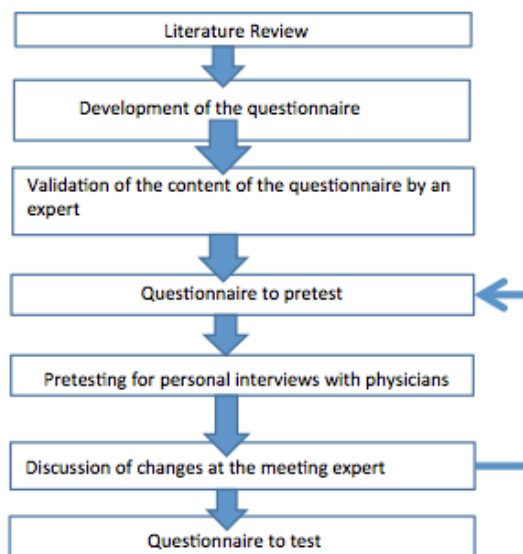 Literature Review
Development of the questionnaire
Validation of the content of the questionnaire by an
expert
Questionnaire to pretest
Pretesting for personal interviews with physicians
Discussion of changes at the meeting expert
Questionnaire to test